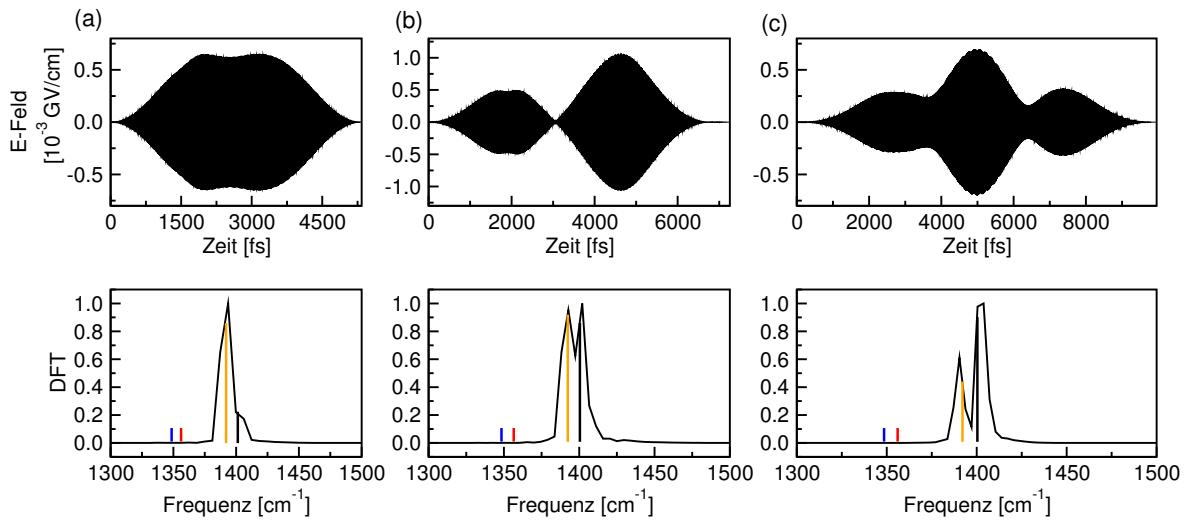 (a) (b) (c)
E-Feld
[10⁻³ GV/cm]
0.5
0.0
-0.5
1.0
0.5
0.0
-0.5
-1.0
0.5
0.0
-0.5
0 1500 3000 4500
0 2000 4000 6000
0 2000 4000 6000 8000
Zeit [fs] Zeit [fs] Zeit [fs]
DFT
1.0
0.8
0.6
0.4
0.2
0.0
1.0
0.8
0.6
0.4
0.2
0.0
1.0
0.8
0.6
0.4
0.2
0.0
1300 1350 1400 1450 1500
1300 1350 1400 1450 1500
1300 1350 1400 1450 1500
Frequenz [cm⁻¹] Frequenz [cm⁻¹] Frequenz [cm⁻¹]